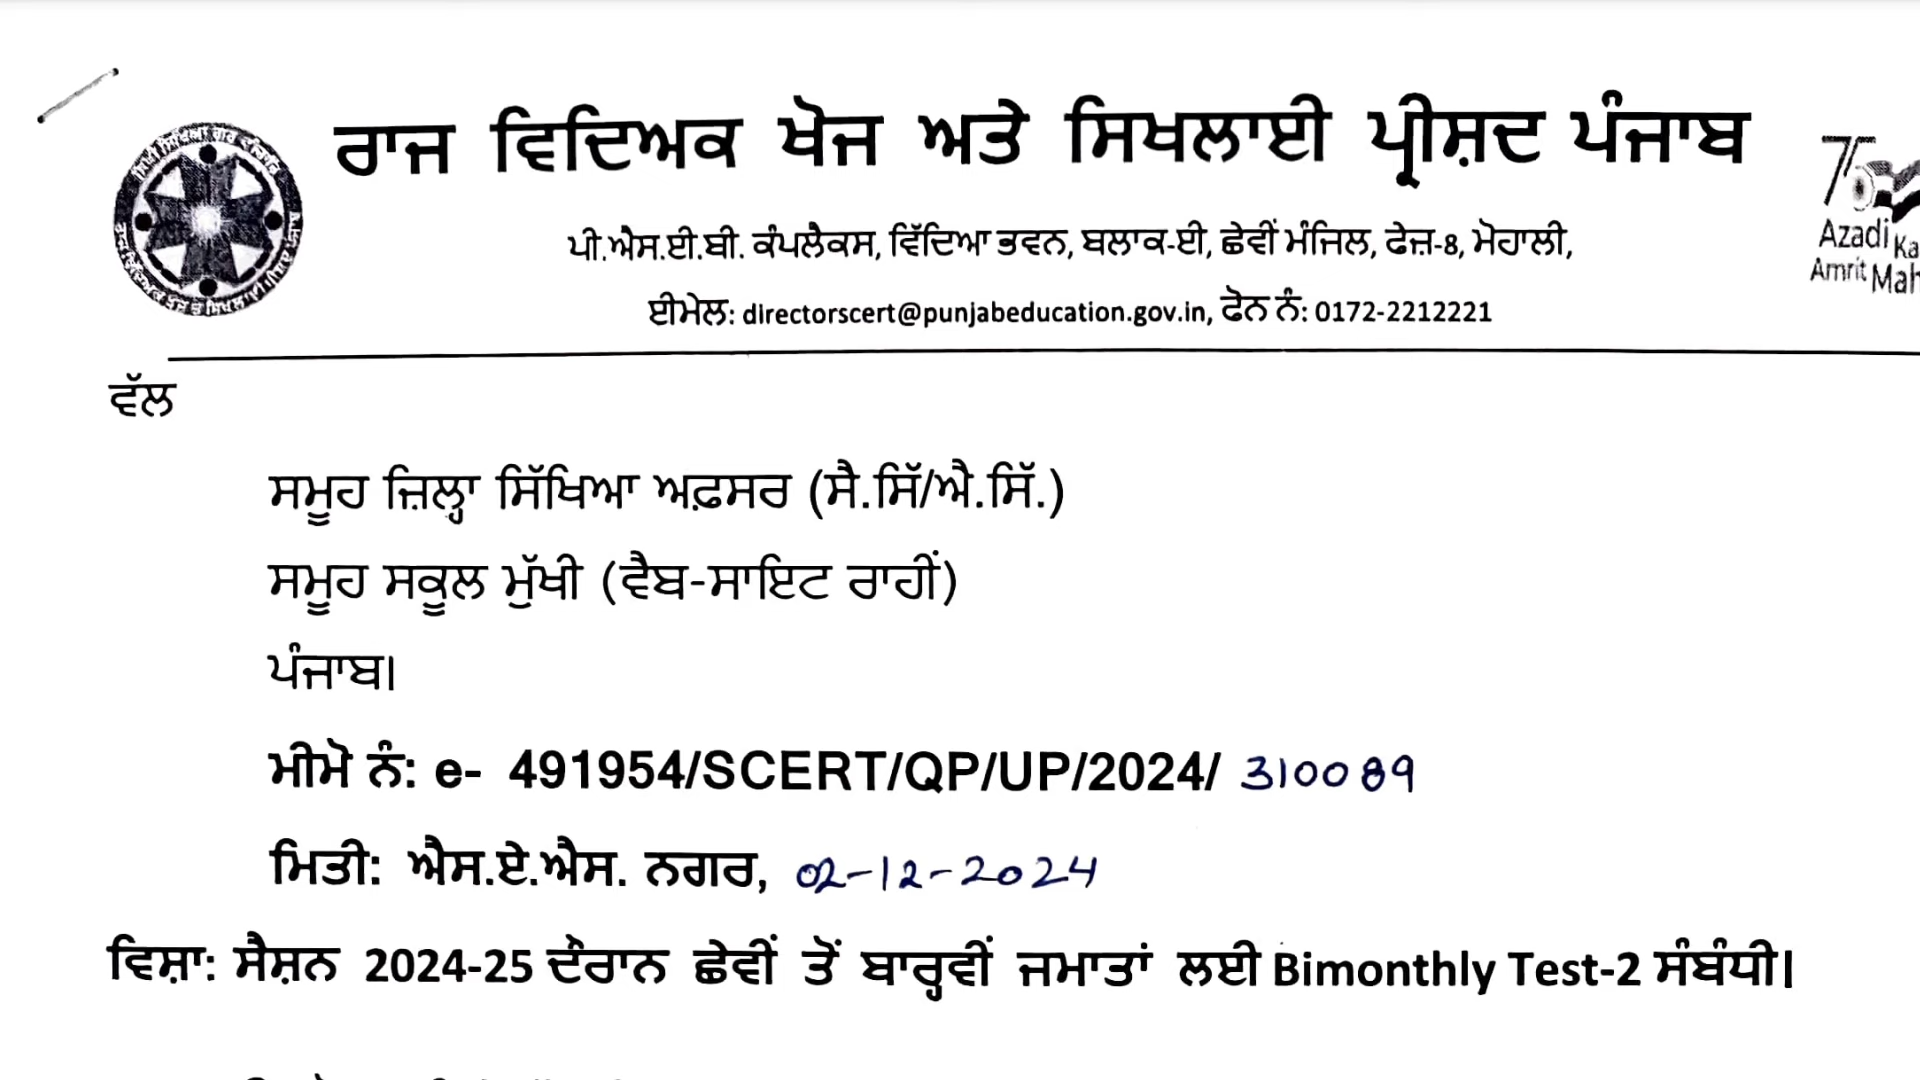 ਰਾਜ ਵਿਦਿਅਕ ਖੋਜ ਅਤੇ ਸਿਖਲਾਈ ਪ੍ਰੀਸ਼ਦ ਪੰਜਾਬ
ਪੀ.ਐਸ.ਈ.ਬੀ. ਕੰਪਲੈਕਸ, ਵਿੱਦਿਆ ਭਵਨ, ਬਲਾਕ-ਈ, ਛੇਵੀਂ ਮੰਜਿਲ, ਫੇਜ਼-8, ਮੋਹਾਲੀ,
ਈਮੇਲ: directorscert@punjabeducation.gov.in, ਫੋਨ ਨੰ: 0172-2212221
75
Azadi Ka
Amrit Mah
ਵੱਲ
ਸਮੂਹ ਜ਼ਿਲ੍ਹਾ ਸਿੱਖਿਆ ਅਫ਼ਸਰ (ਸੈ.ਸਿੱ/ਐ.ਸਿੱ.)
ਸਮੂਹ ਸਕੂਲ ਮੁੱਖੀ (ਵੈਬ-ਸਾਇਟ ਰਾਹੀਂ)
ਪੰਜਾਬ।
ਮੀਮੋ ਨੰ: e- 491954/SCERT/QP/UP/2024/ 310089
ਮਿਤੀ: ਐਸ.ਏ.ਐਸ. ਨਗਰ, 02-12-2024
ਵਿਸ਼ਾ: ਸੈਸ਼ਨ 2024-25 ਦੌਰਾਨ ਛੇਵੀਂ ਤੋਂ ਬਾਰ੍ਹਵੀਂ ਜਮਾਤਾਂ ਲਈ Bimonthly Test-2 ਸੰਬੰਧੀ।